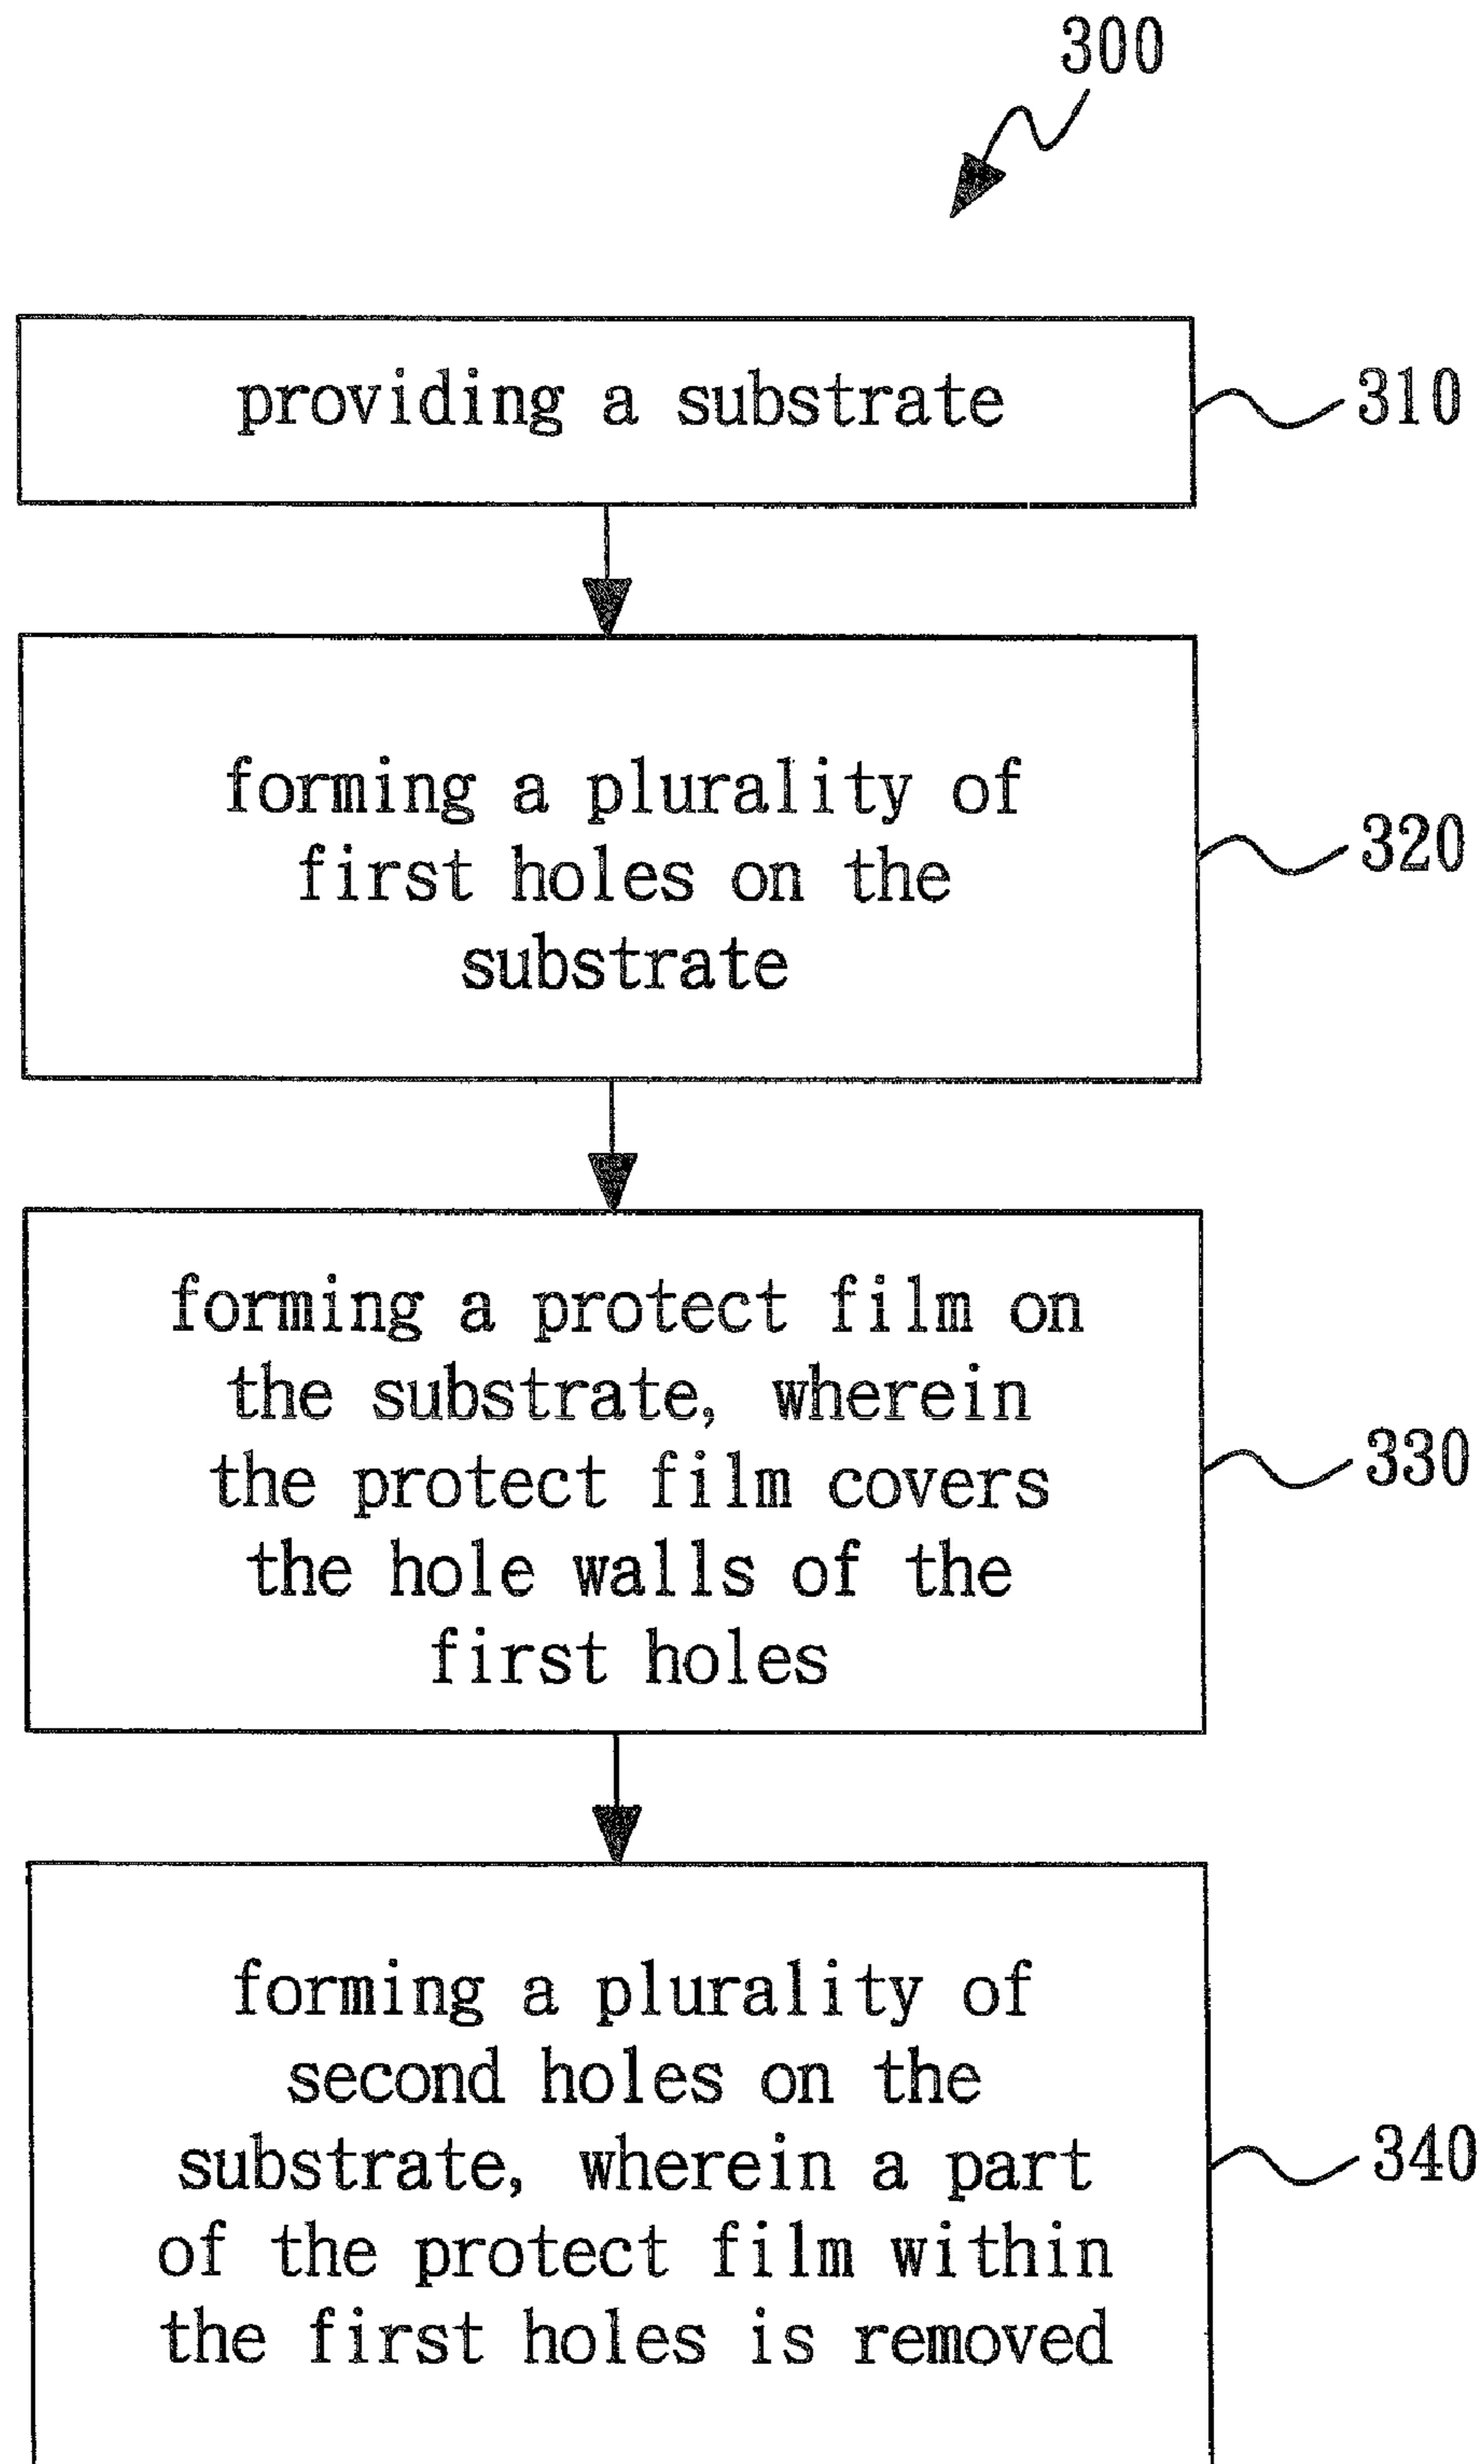 300
providing a substrate
310
forming a plurality of
first holes on the
substrate
320
forming a protect film on
the substrate, wherein
the protect film covers
the hole walls of the
first holes
330
forming a plurality of
second holes on the
substrate, wherein a part
of the protect film within
the first holes is removed
340